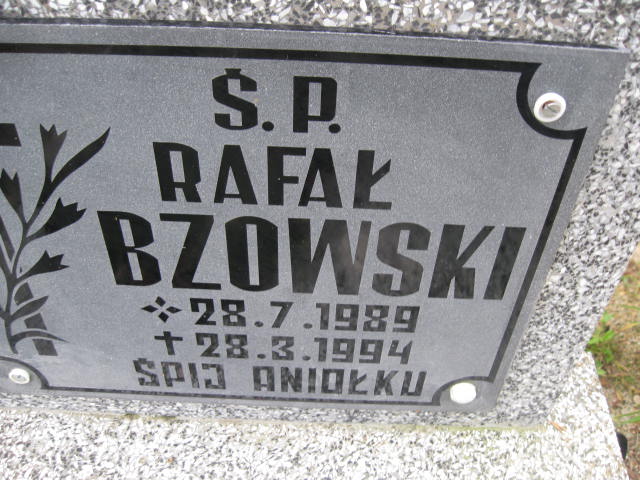 Ś.P.
RAFAŁ
BZOWSKI
28.7.1989
✝ 28.3.1994
ŚPIJ ANIOŁKU